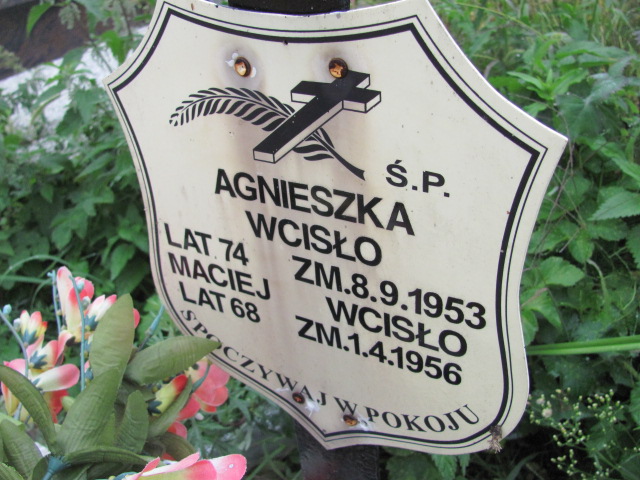 Ś.P.
AGNIESZKA
WCISŁO
LAT 74 ZM.8.9.1953
MACIEJ WCISŁO
LAT 68 ZM.1.4.1956
SPOCZYWAJ W POKOJU